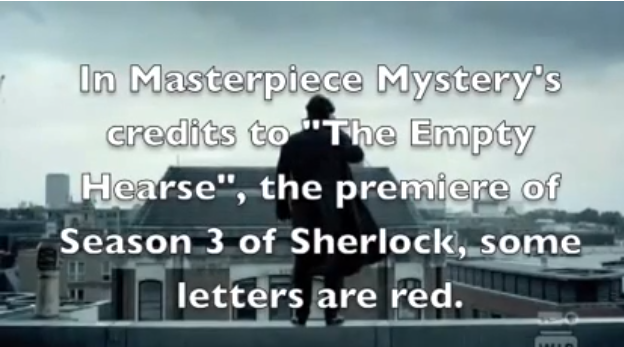 In Masterpiece Mystery's
credits to "The Empty
Hearse", the premiere of
Season 3 of Sherlock, some
letters are red.